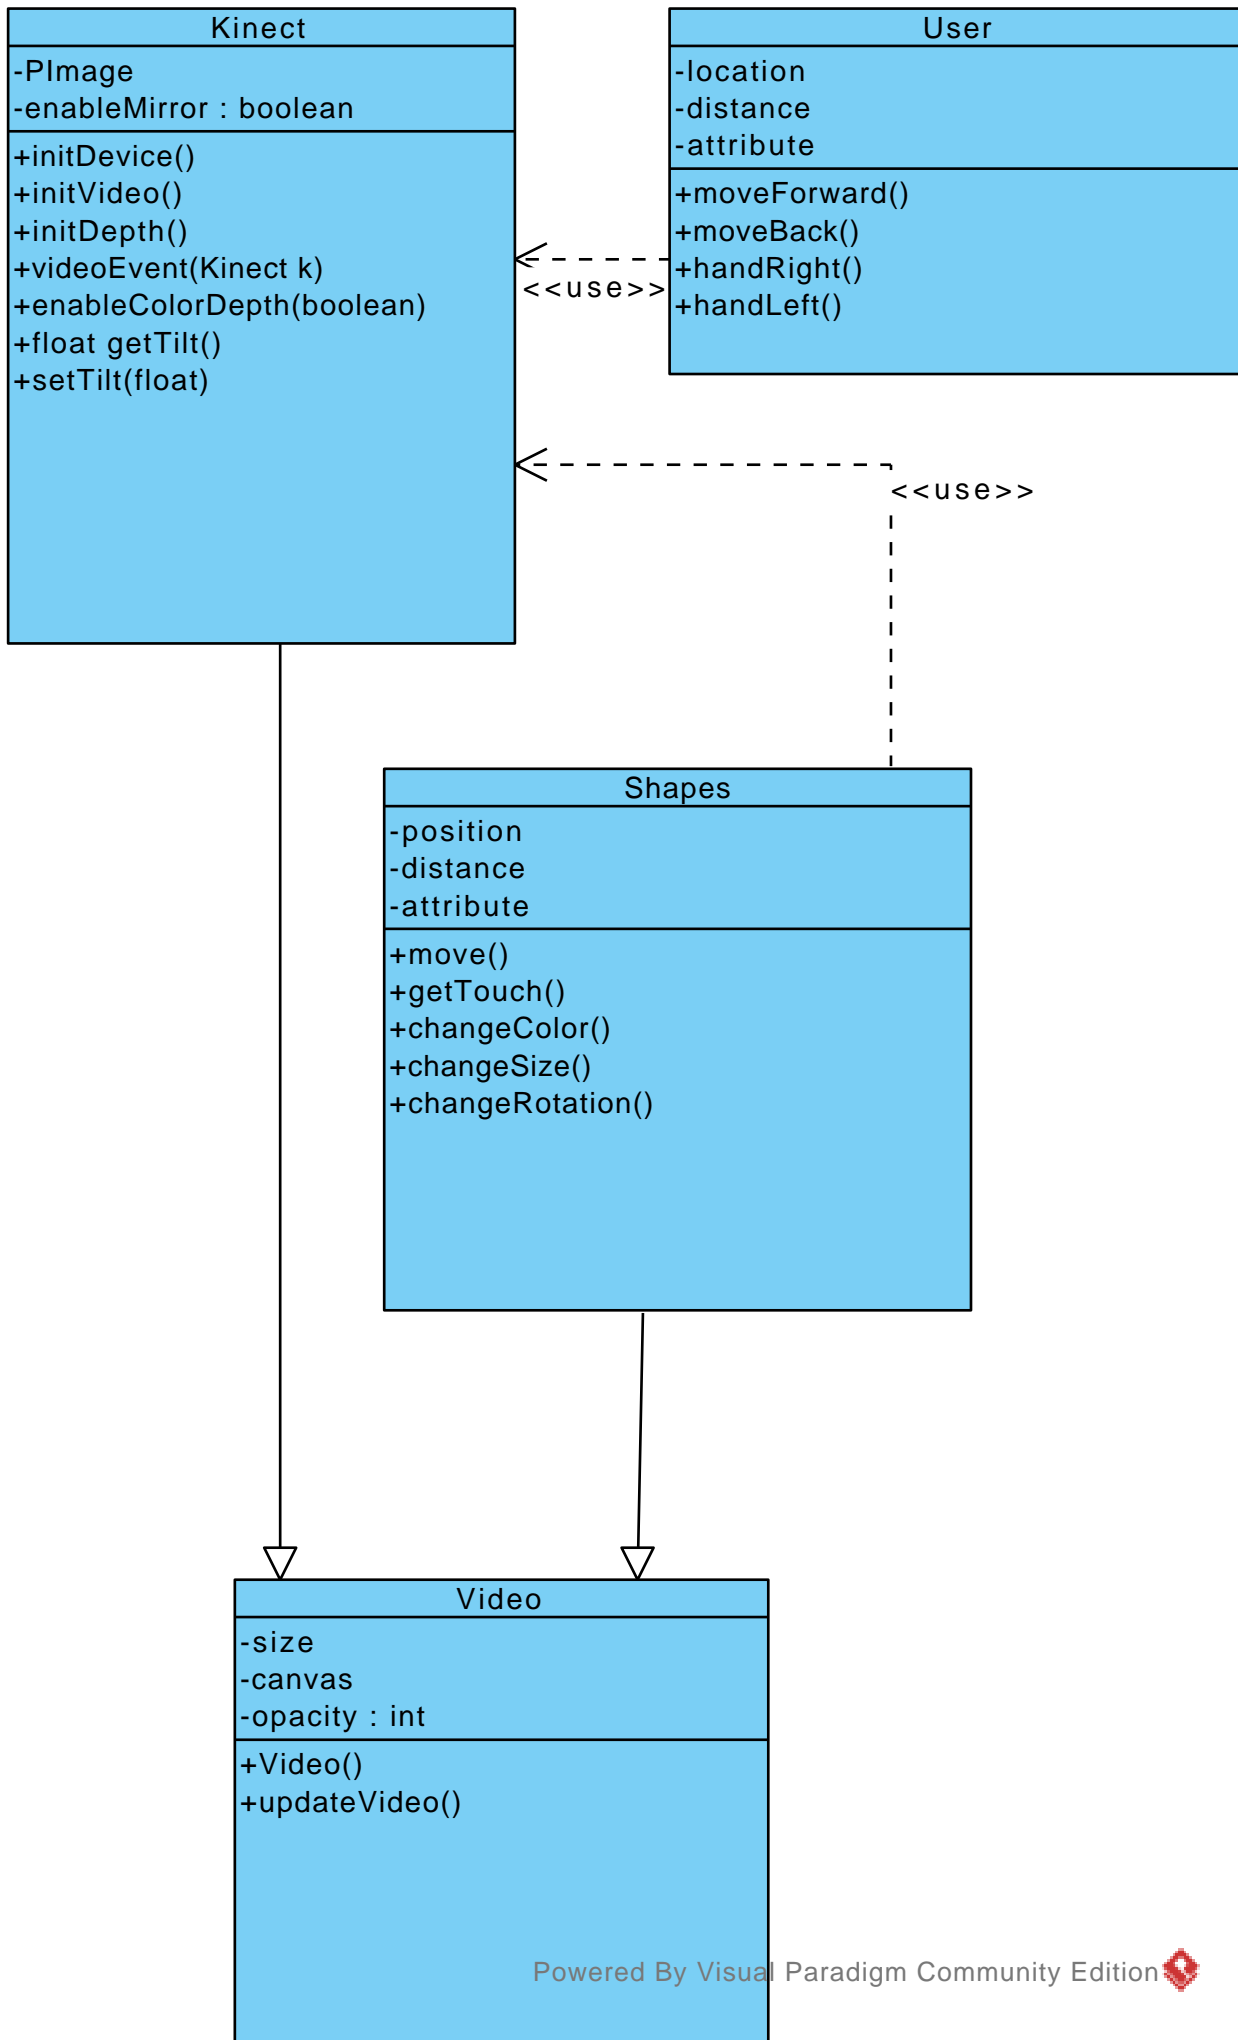 Kinect
-PImage
-enableMirror : boolean
+initDevice()
+initVideo()
+initDepth()
+videoEvent(Kinect k)
+enableColorDepth(boolean)
+float getTilt()
+setTilt(float)
User
-location
-distance
-attribute
+moveForward()
+moveBack()
+handRight()
+handLeft()
<<use>>
<<use>>
Shapes
-position
-distance
-attribute
+move()
+getTouch()
+changeColor()
+changeSize()
+changeRotation()
Video
-size
-canvas
-opacity : int
+Video()
+updateVideo()
Powered By Visual Paradigm Community Edition